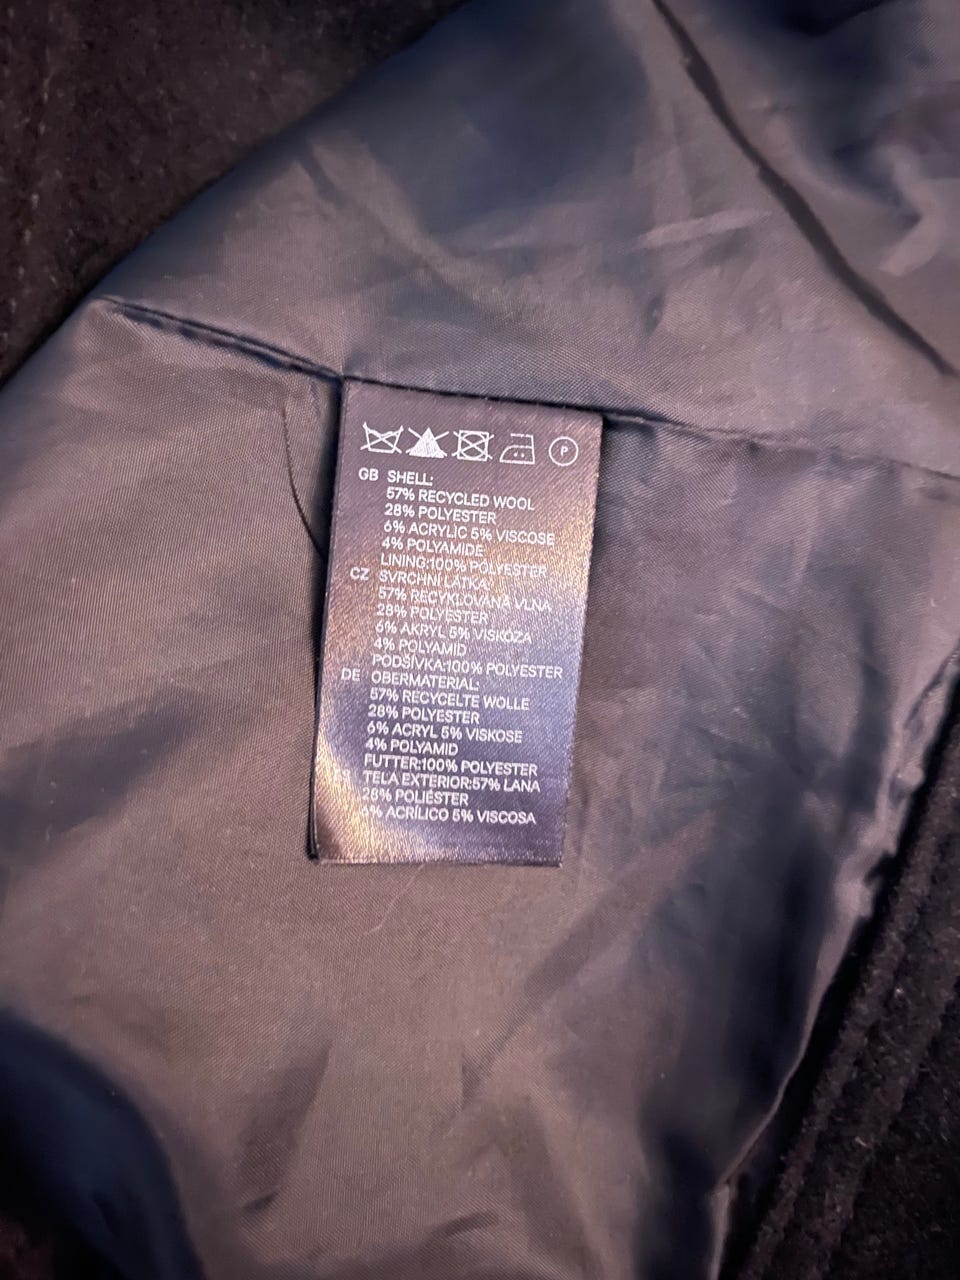 P
GB SHELL:
57% RECYCLED WOOL
28% POLYESTER
6% ACRYLIC 5% VISCOSE
4% POLYAMIDE
LINING:100% POLYESTER
CZ SVRCHNÍ LÁTKA:
57% RECYKLOVANÁ VLNA
28% POLYESTER
6% AKRYL 5% VISKÓZA
4% POLYAMID
PODŠÍVKA:100% POLYESTER
DE OBERMATERIAL:
57% RECYCELTE WOLLE
28% POLYESTER
6% ACRYL 5% VISKOSE
4% POLYAMID
FUTTER:100% POLYESTER
TELA EXTERIOR:57% LANA
28% POLIÉSTER
6% ACRÍLICO 5% VISCOSA